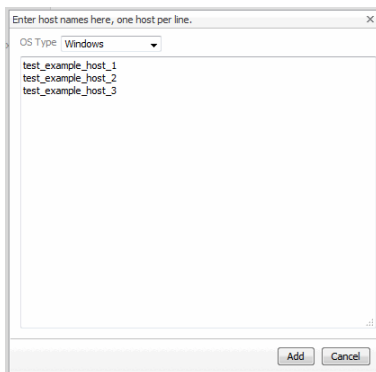 Enter host names here, one host per line.
OS Type Windows
test_example_host_1
test_example_host_2
test_example_host_3
Add Cancel